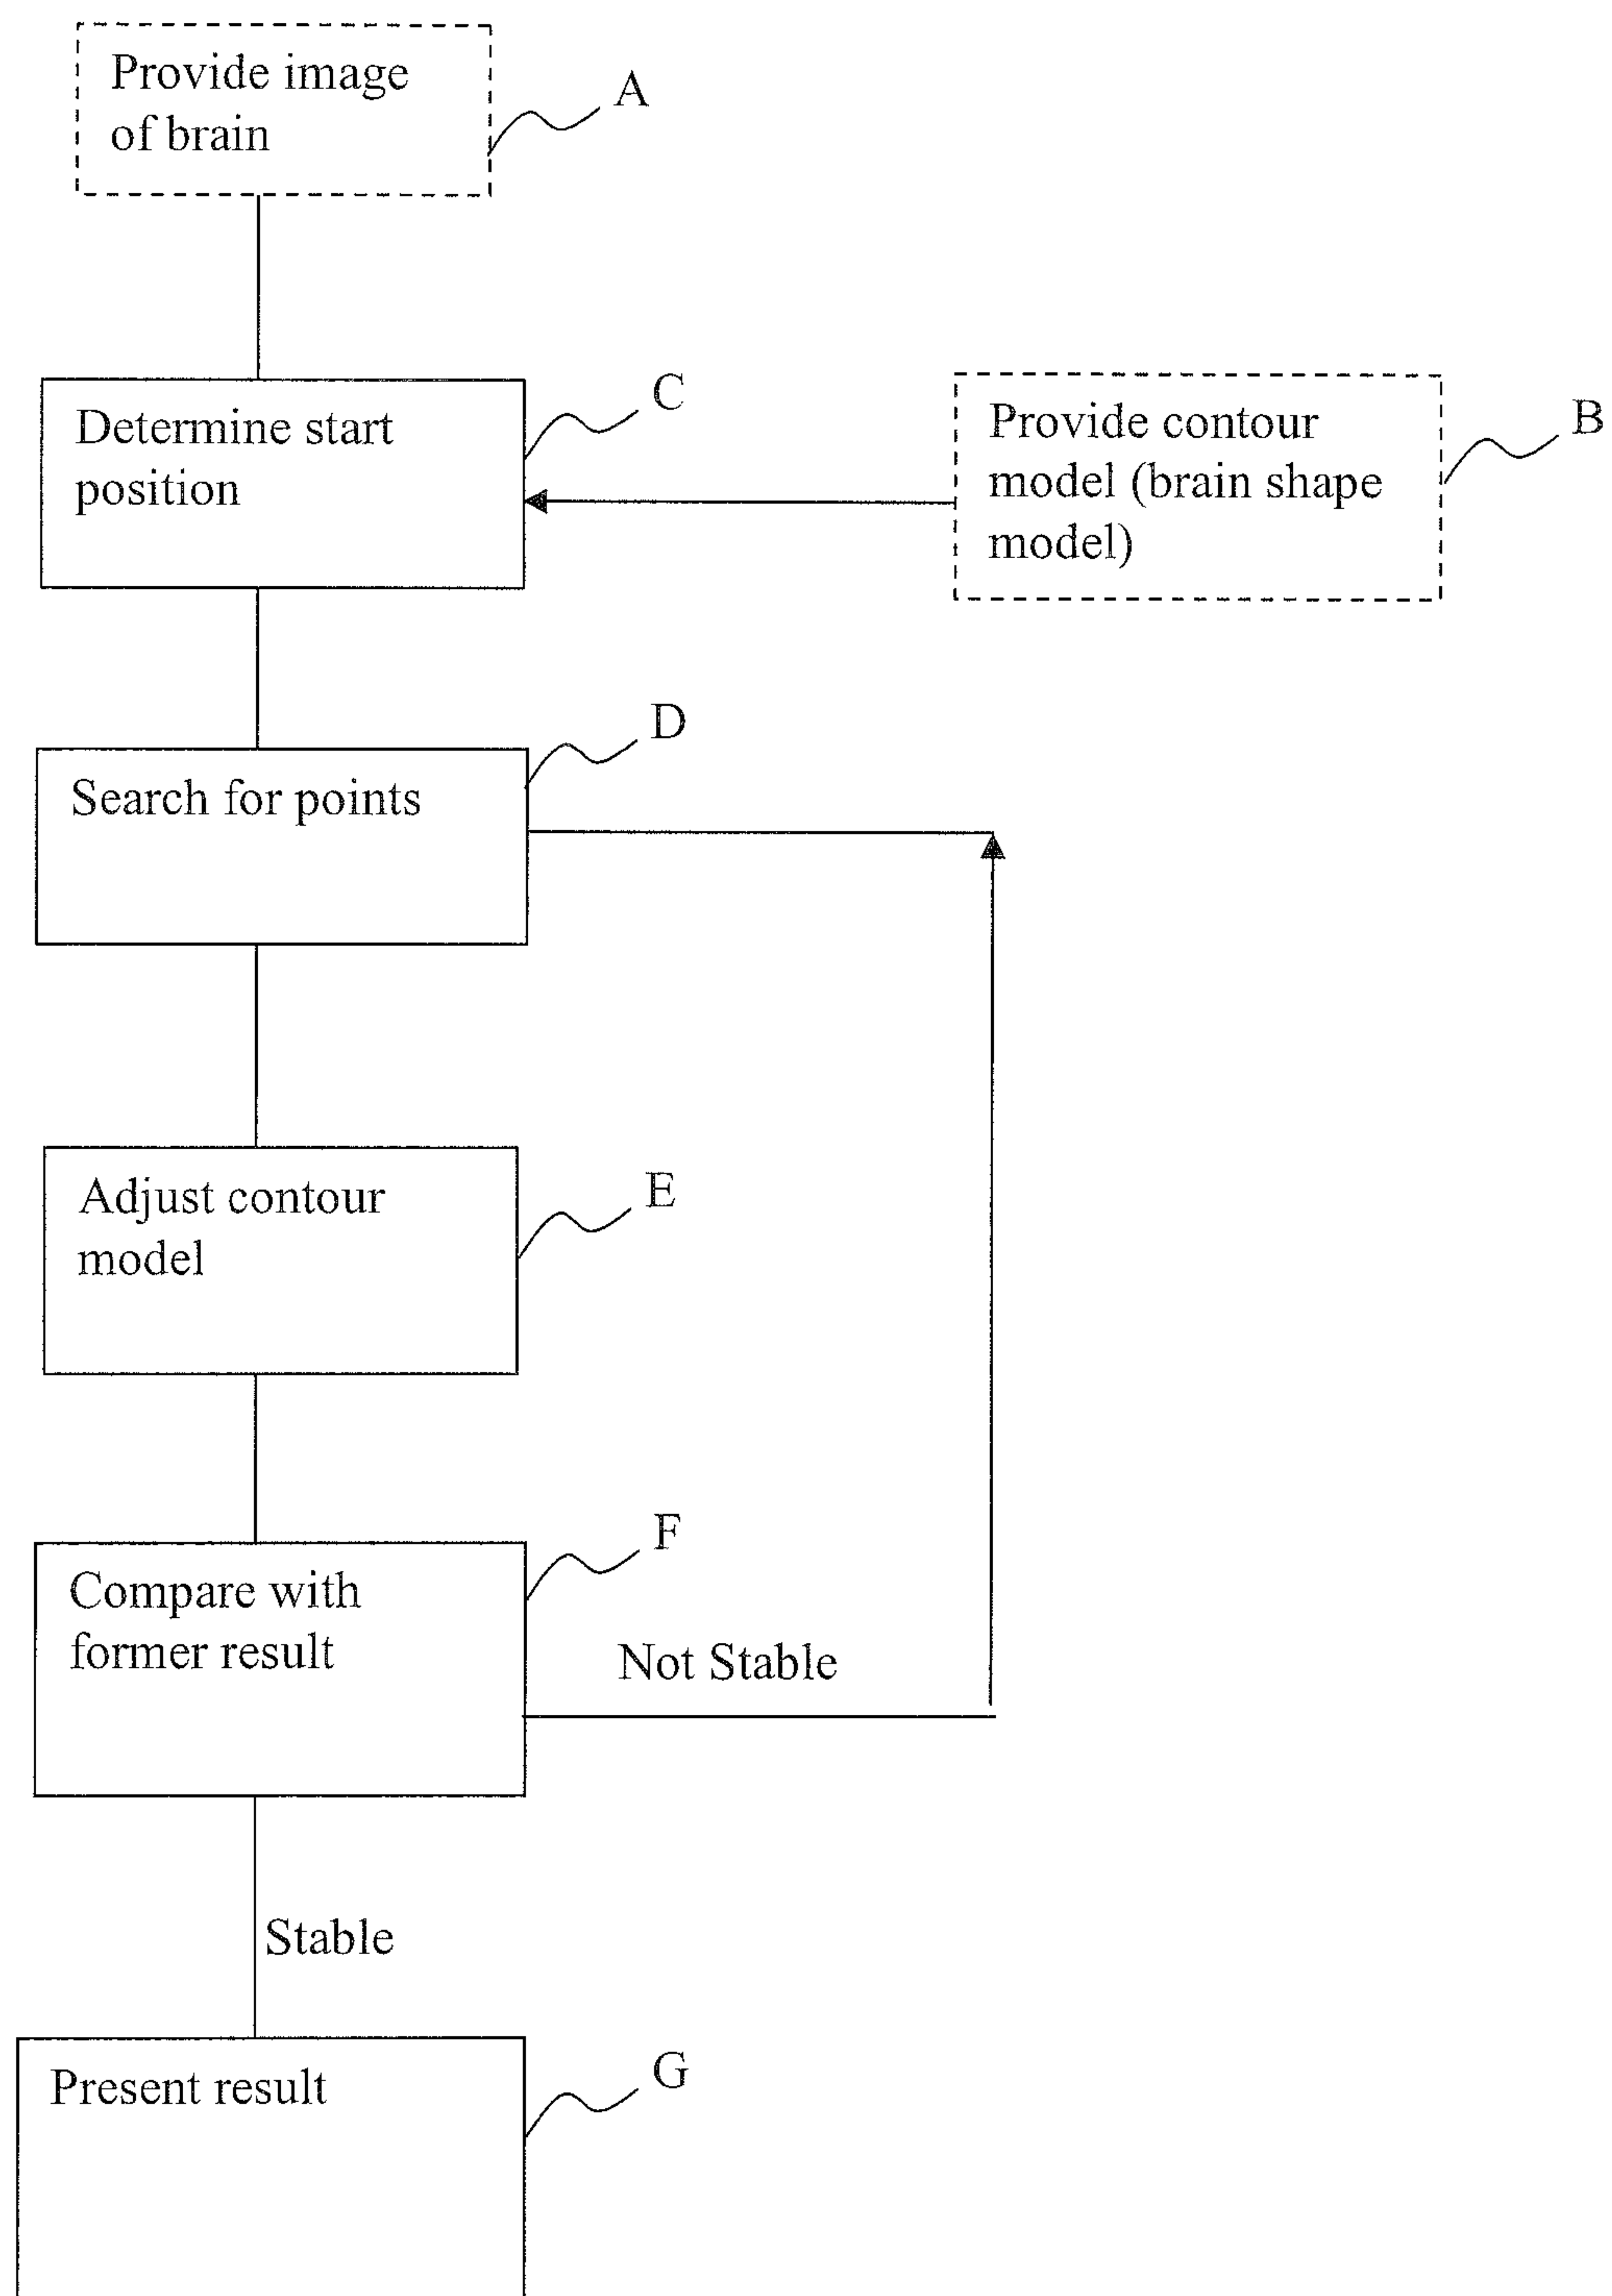 Provide image
of brain
A
Determine start
position
C
Provide contour
model (brain shape
model)
B
Search for points
D
Adjust contour
model
E
Compare with
former result
F
Not Stable
Stable
Present result
G